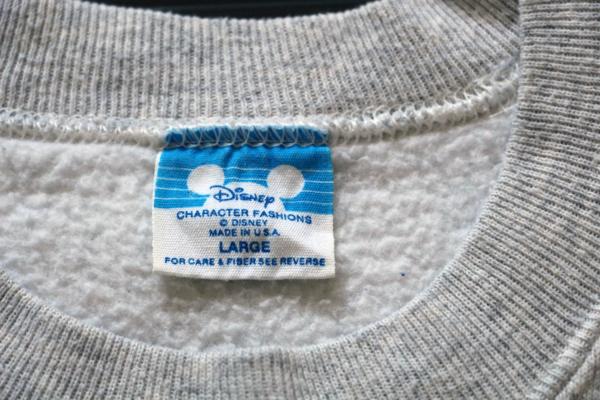 Disney
CHARACTER FASHIONS
© DISNEY
MADE IN U.S.A.
LARGE
FOR CARE & FIBER SEE REVERSE